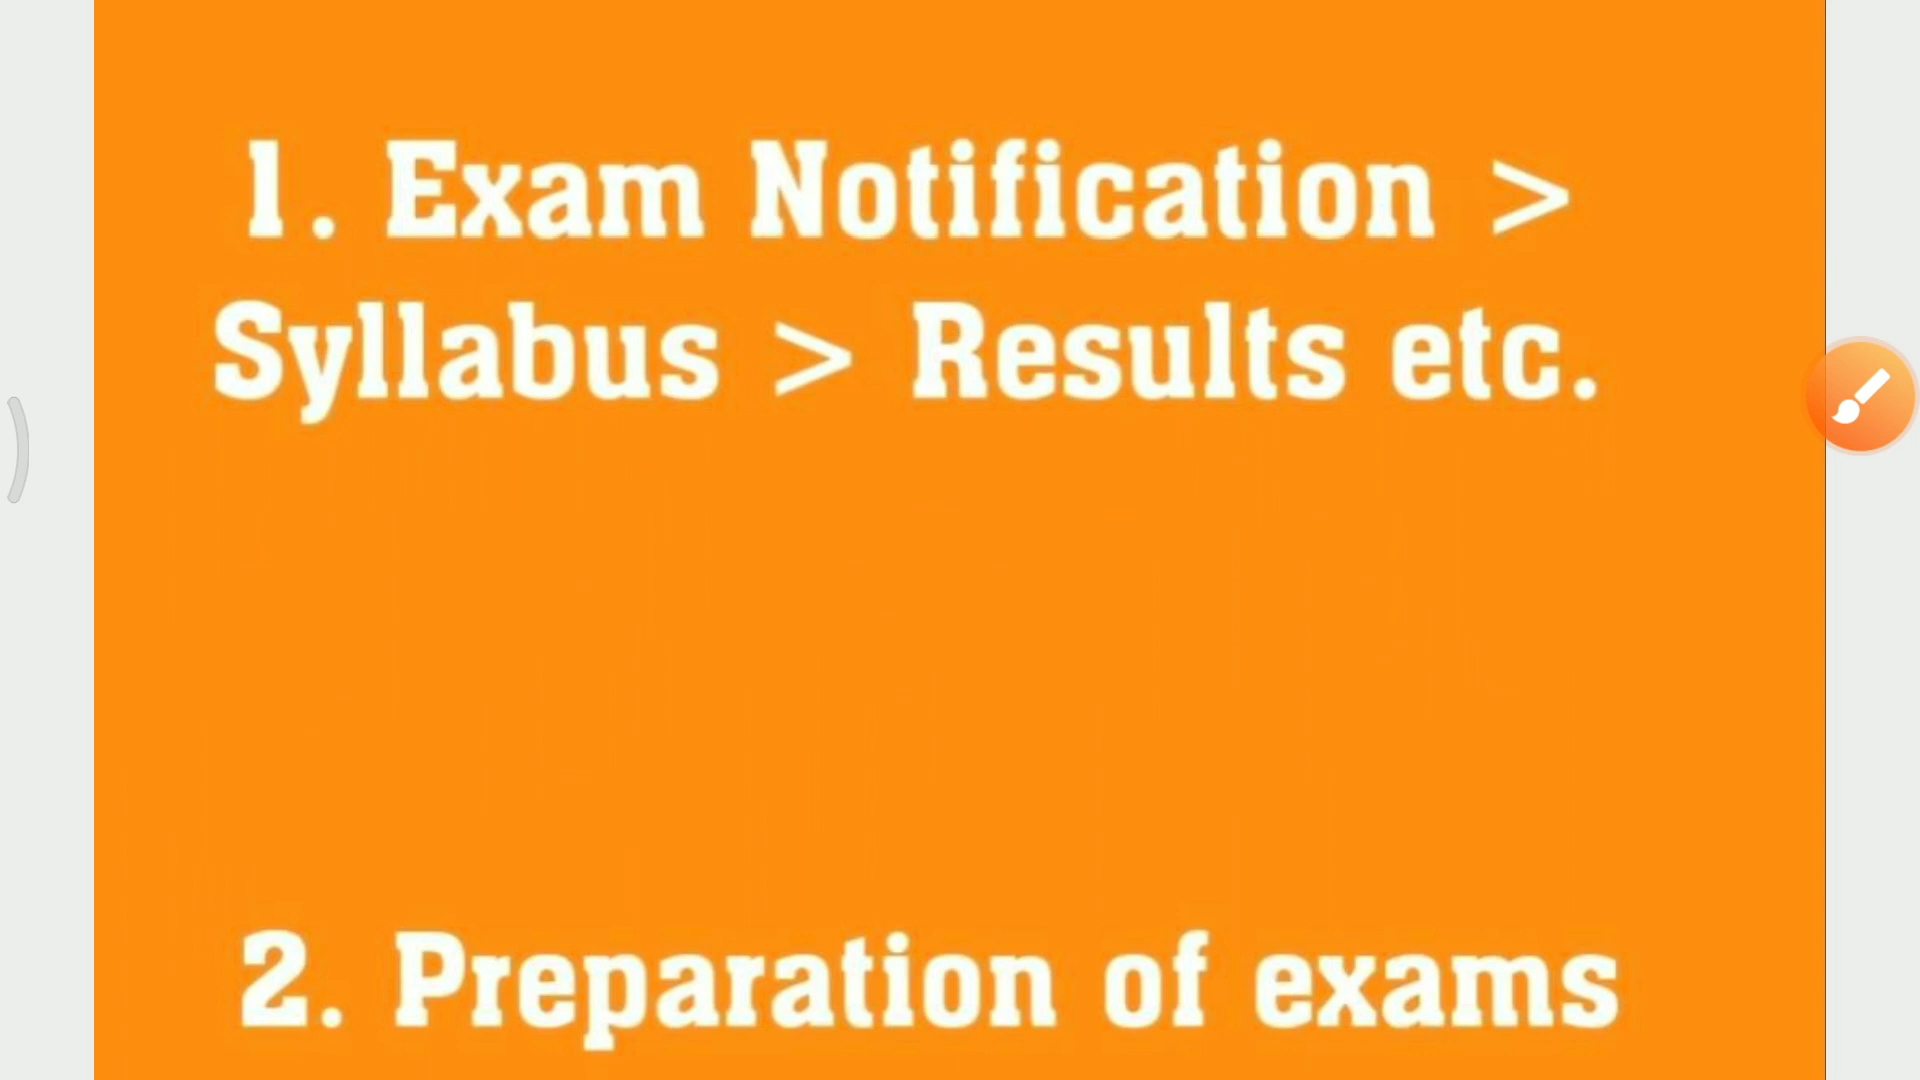 1. Exam Notification >
Syllabus > Results etc.
2. Preparation of exams